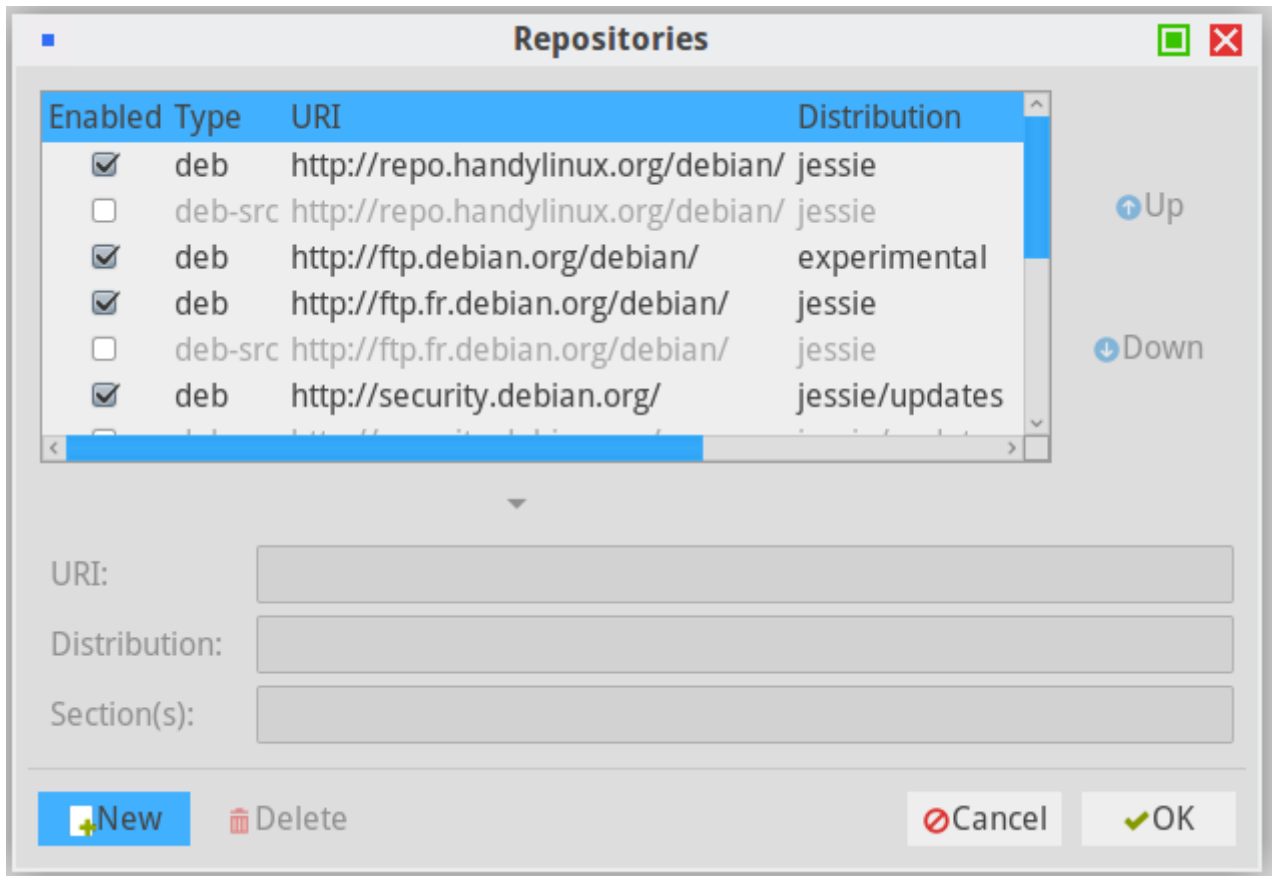 Repositories
Enabled Type URI Distribution
deb http://repo.handylinux.org/debian/ jessie
deb-src http://repo.handylinux.org/debian/ jessie
Up
deb http://ftp.debian.org/debian/ experimental
deb http://ftp.fr.debian.org/debian/ jessie
deb-src http://ftp.fr.debian.org/debian/ jessie
Down
deb http://security.debian.org/ jessie/updates
URI:
Distribution:
Section(s):
New Delete Cancel OK